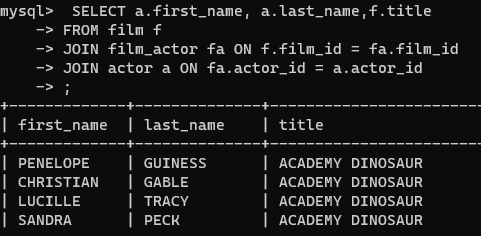 mysql>  SELECT a.first_name, a.last_name,f.title
    -> FROM film f
    -> JOIN film_actor fa ON f.film_id = fa.film_id
    -> JOIN actor a ON fa.actor_id = a.actor_id
    -> ;
+-------------+--------------+-----------------------
| first_name  | last_name    | title
+-------------+--------------+-----------------------
| PENELOPE    | GUINESS      | ACADEMY DINOSAUR
| CHRISTIAN   | GABLE        | ACADEMY DINOSAUR
| LUCILLE     | TRACY        | ACADEMY DINOSAUR
| SANDRA      | PECK         | ACADEMY DINOSAUR